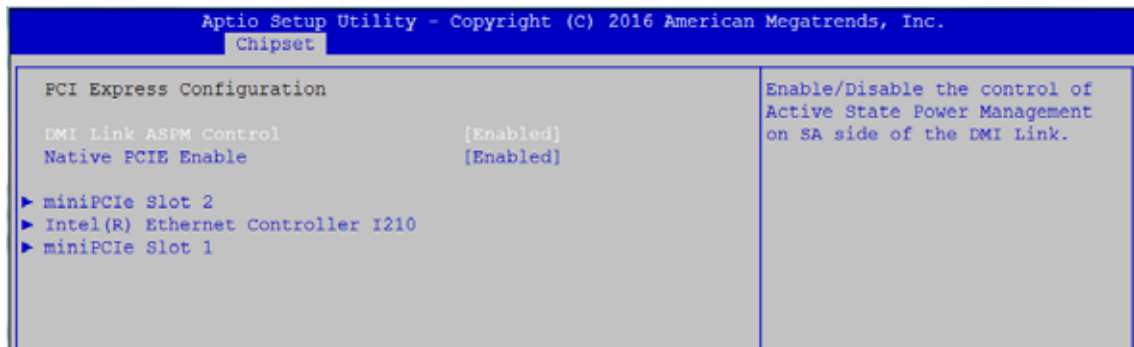 Aptio Setup Utility - Copyright (C) 2016 American Megatrends, Inc.
Chipset
PCI Express Configuration
DMI Link ASPM Control [Enabled]
Native PCIE Enable [Enabled]
► miniPCIe Slot 2
► Intel(R) Ethernet Controller I210
► miniPCIe Slot 1
Enable/Disable the control of
Active State Power Management
on SA side of the DMI Link.